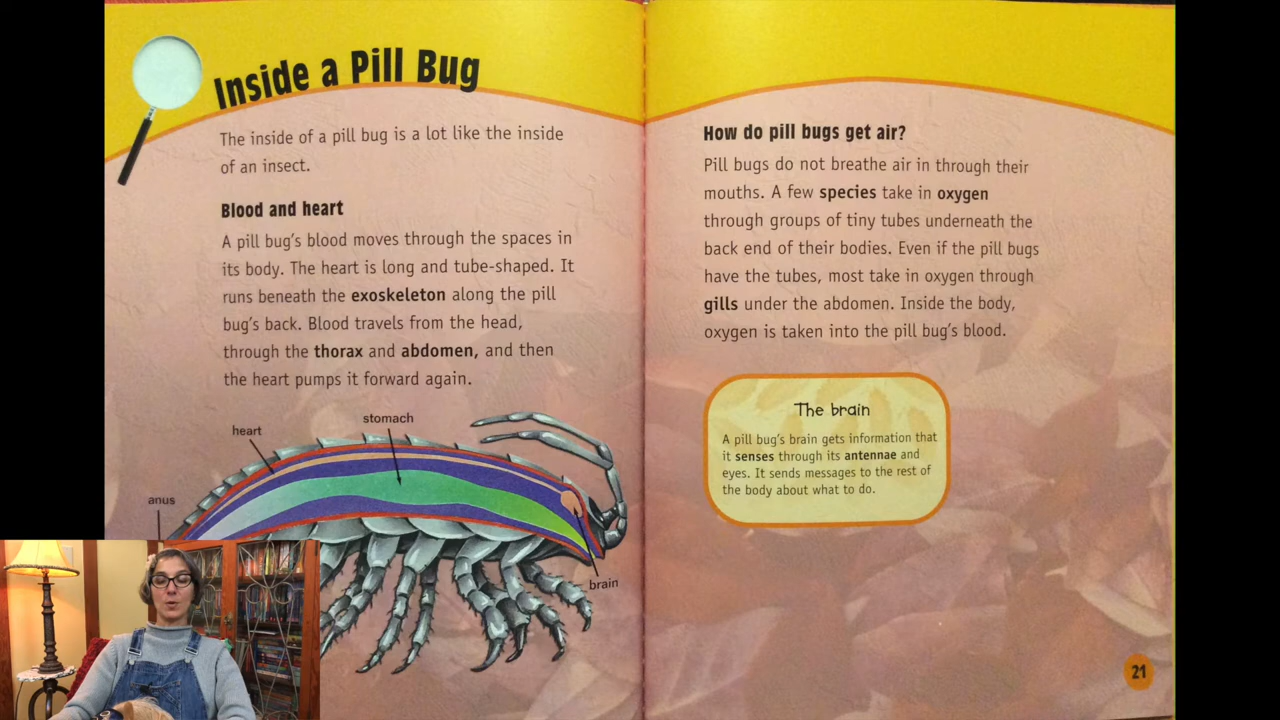 Inside a Pill Bug
The inside of a pill bug is a lot like the inside
of an insect.
Blood and heart
A pill bug's blood moves through the spaces in
its body. The heart is long and tube-shaped. It
runs beneath the exoskeleton along the pill
bug's back. Blood travels from the head,
through the thorax and abdomen, and then
the heart pumps it forward again.
stomach
heart
anus
brain
How do pill bugs get air?
Pill bugs do not breathe air in through their
mouths. A few species take in oxygen
through groups of tiny tubes underneath the
back end of their bodies. Even if the pill bugs
have the tubes, most take in oxygen through
gills under the abdomen. Inside the body,
oxygen is taken into the pill bug's blood.
The brain
A pill bug's brain gets information that
it senses through its antennae and
eyes. It sends messages to the rest of
the body about what to do.
21